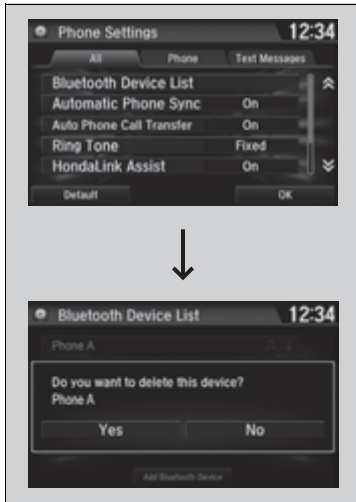 Phone Settings 12:34
All Phone Text Messages
Bluetooth Device List
Automatic Phone Sync On
Auto Phone Call Transfer On
Ring Tone Fixed
HondaLink Assist On
Default OK
Bluetooth Device List 12:34
Phone A
Do you want to delete this device?
Phone A
Yes No
Add Bluetooth Device